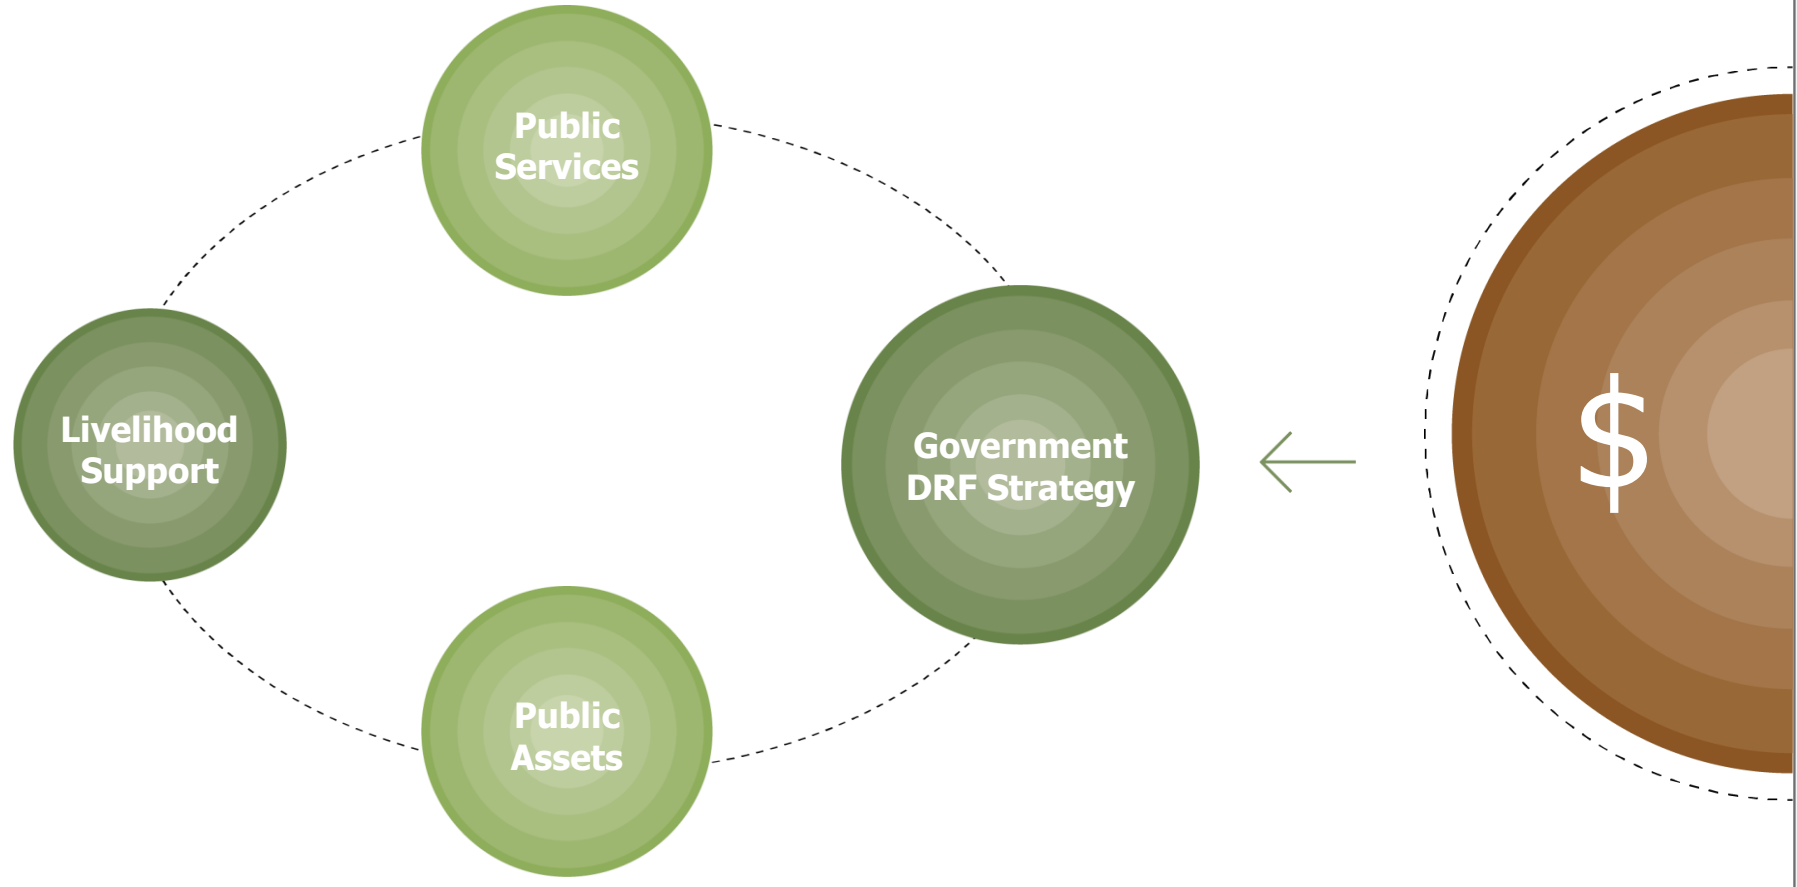 Public
Services
Livelihood
Support
Government
DRF Strategy
$
Public
Assets